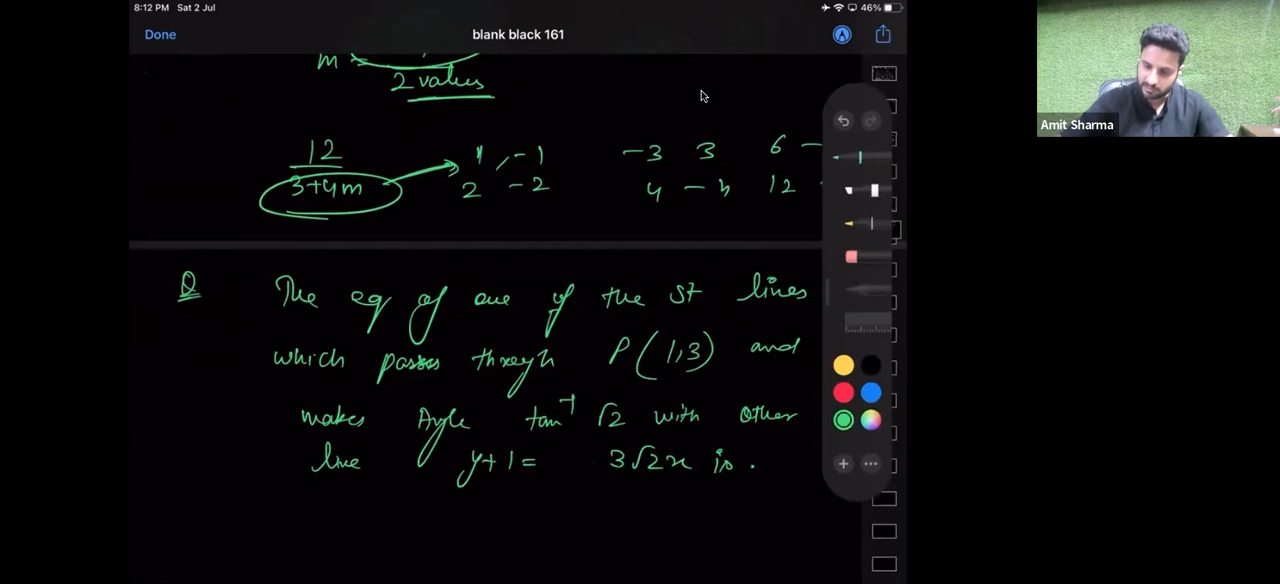 8:12 PM Sat 2 Jul
46%
Done
blank black 161
m =
2 values
12
3+4m
1, -1
2 -2
-3 3 6 -
4 -4 12
Q The eq of one of the st lines
which passes through P(1,3) and
makes Angle tan⁻¹ √2 with other
line y+1= 3√2x is.
Amit Sharma